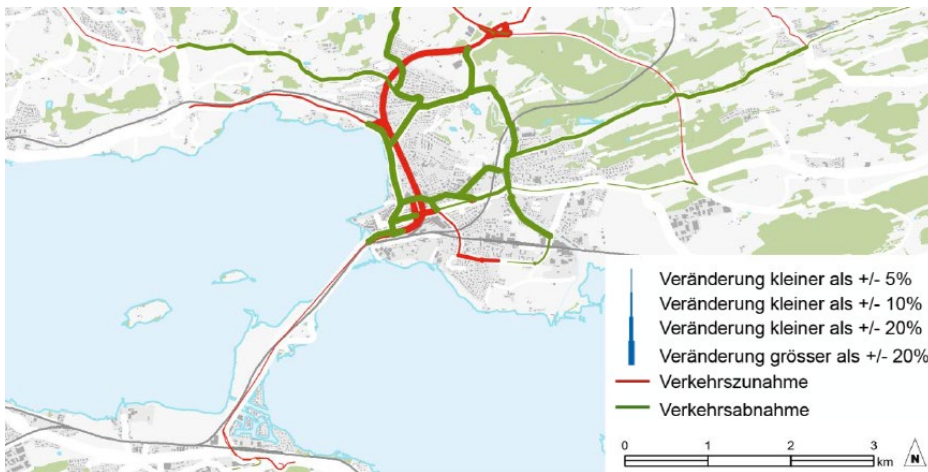 Veränderung kleiner als +/- 5%
Veränderung kleiner als +/- 10%
Veränderung kleiner als +/- 20%
Veränderung grösser als +/- 20%
Verkehrszunahme
Verkehrsabnahme
0 1 2 3
km
N